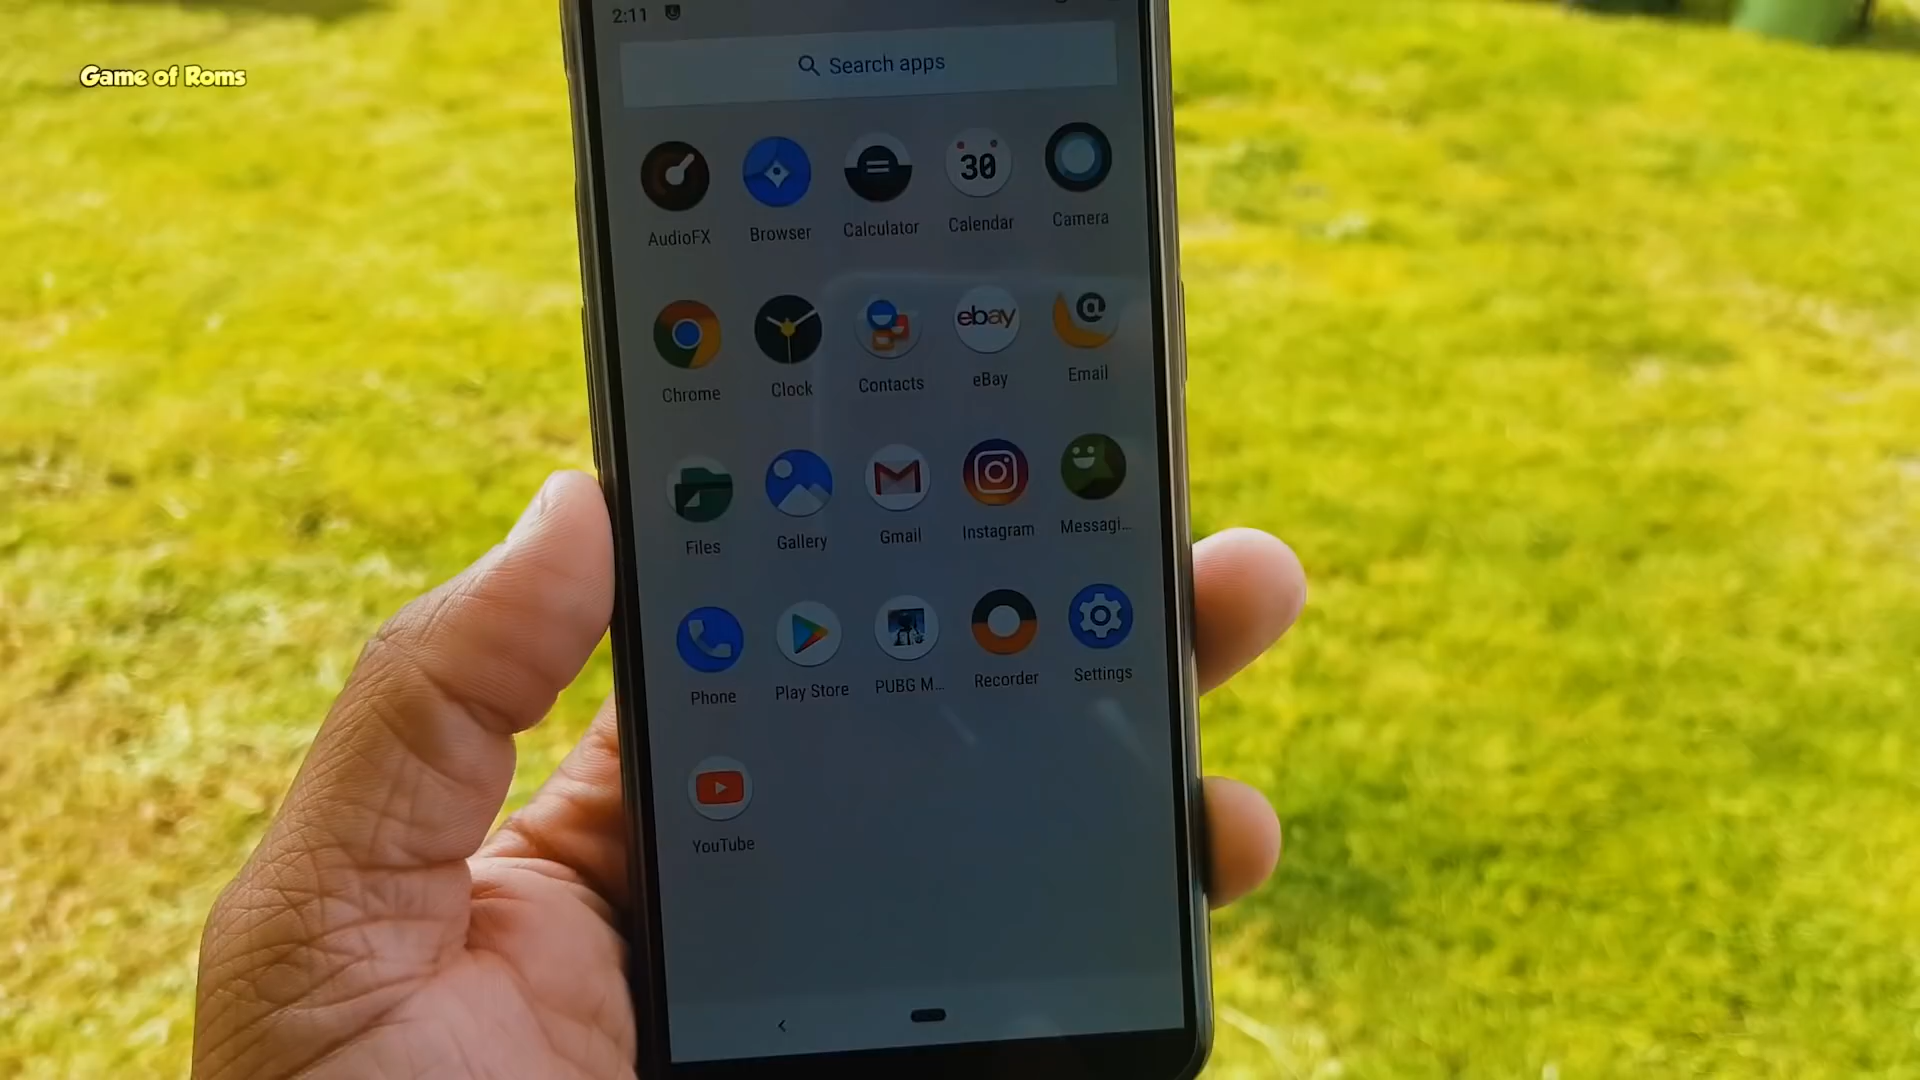 2:11
Game of Roms
Search apps
30
AudioFX Browser Calculator Calendar Camera
ebay
@
Chrome Clock Contacts eBay Email
Files Gallery Gmail Instagram Messagi...
Phone Play Store PUBG M... Recorder Settings
YouTube